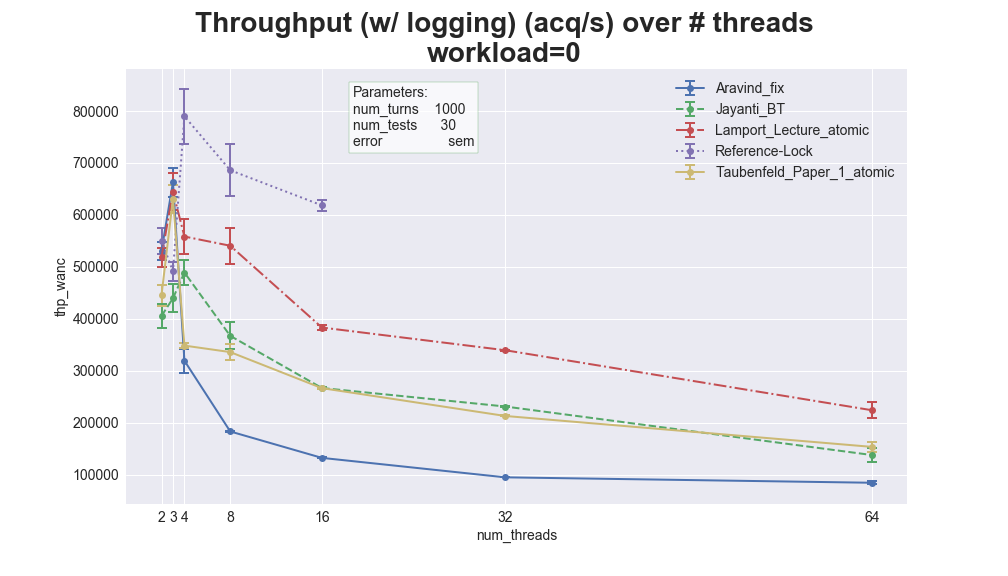 Throughput (w/ logging) (acq/s) over # threads
workload=0
Parameters:
num_turns 1000
num_tests 30
error sem
Aravind_fix
Jayanti_BT
Lamport_Lecture_atomic
Reference-Lock
Taubenfeld_Paper_1_atomic
thp_wanc
800000
700000
600000
500000
400000
300000
200000
100000
2 3 4 8 16 32 64
num_threads